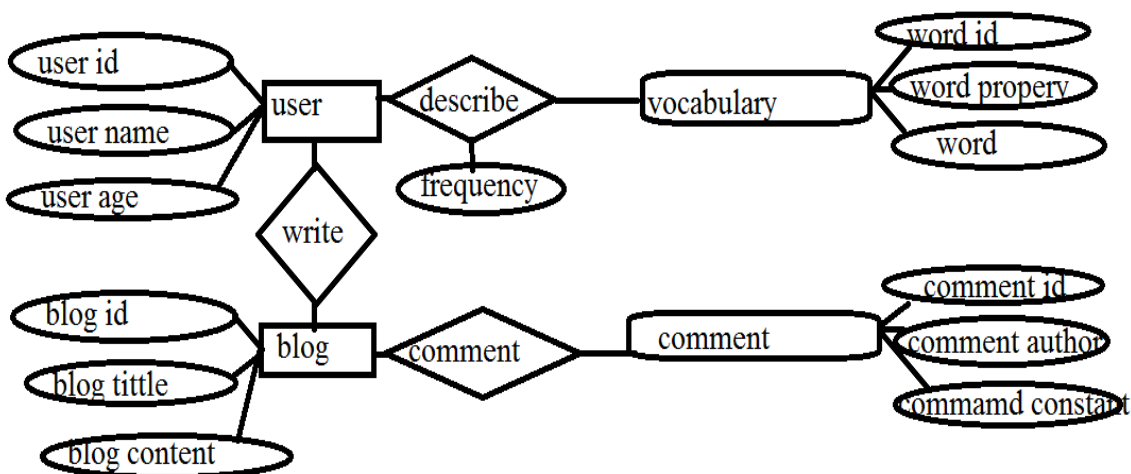 user id
user name
user age
user
describe
frequency
vocabulary
word id
word propery
word
write
blog id
blog tittle
blog content
blog
comment
comment
comment id
comment author
commamd constant